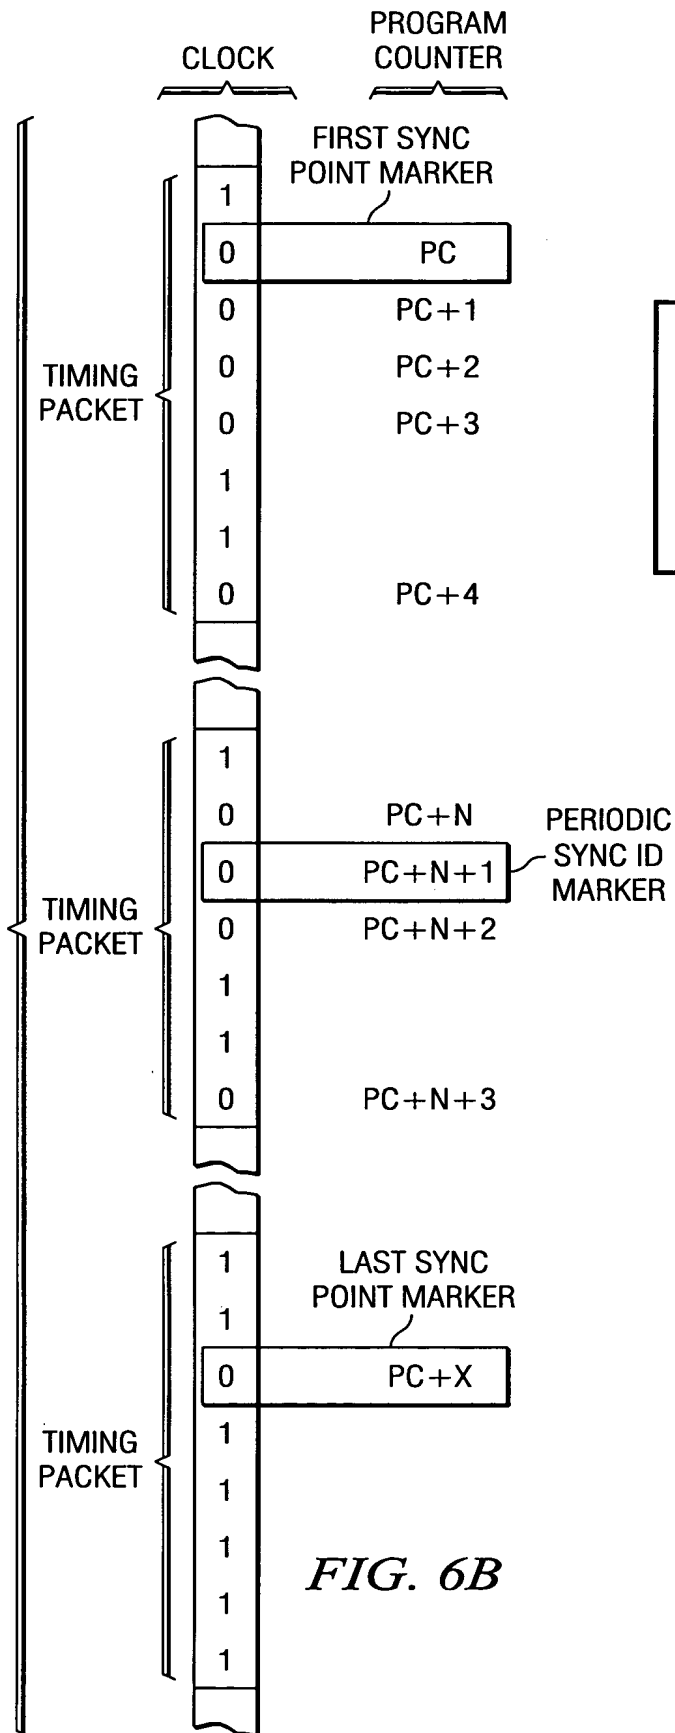 CLOCK
PROGRAM
COUNTER
FIRST SYNC
POINT MARKER
1
0 PC
0 PC+1
0 PC+2
TIMING
PACKET
0 PC+3
1
1
0 PC+4
1
0 PC+N
0 PC+N+1
PERIODIC
SYNC ID
MARKER
TIMING
PACKET
0 PC+N+2
1
1
0 PC+N+3
1
LAST SYNC
POINT MARKER
1
0 PC+X
1
TIMING
PACKET
1
1
1
1
FIG. 6B